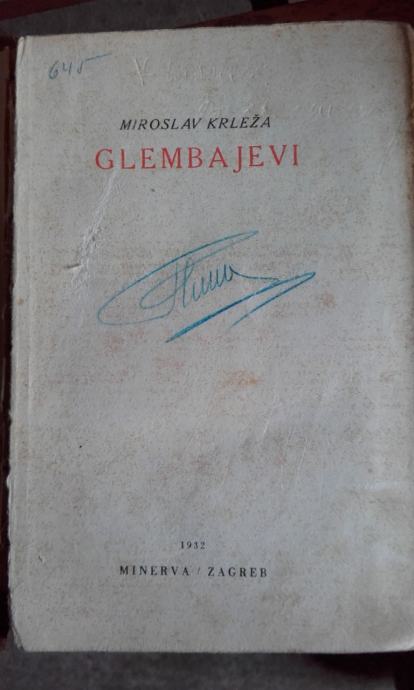 645
MIROSLAV KRLEŽA
GLEMBAJEVI
1932
MINERVA / ZAGREB